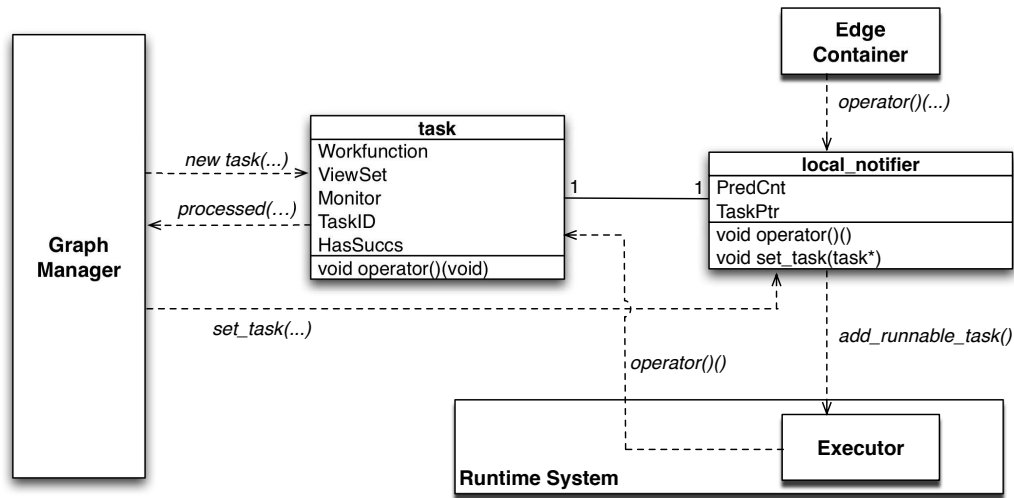 Edge
Container
operator()(...)
task
Workfunction
ViewSet
Monitor
TaskID
HasSuccs
void operator()(void)
new task(...)
processed(...)
Graph
Manager
1
1
local_notifier
PredCnt
TaskPtr
void operator()()
void set_task(task*)
set_task(...)
add_runnable_task()
operator()()
Executor
Runtime System